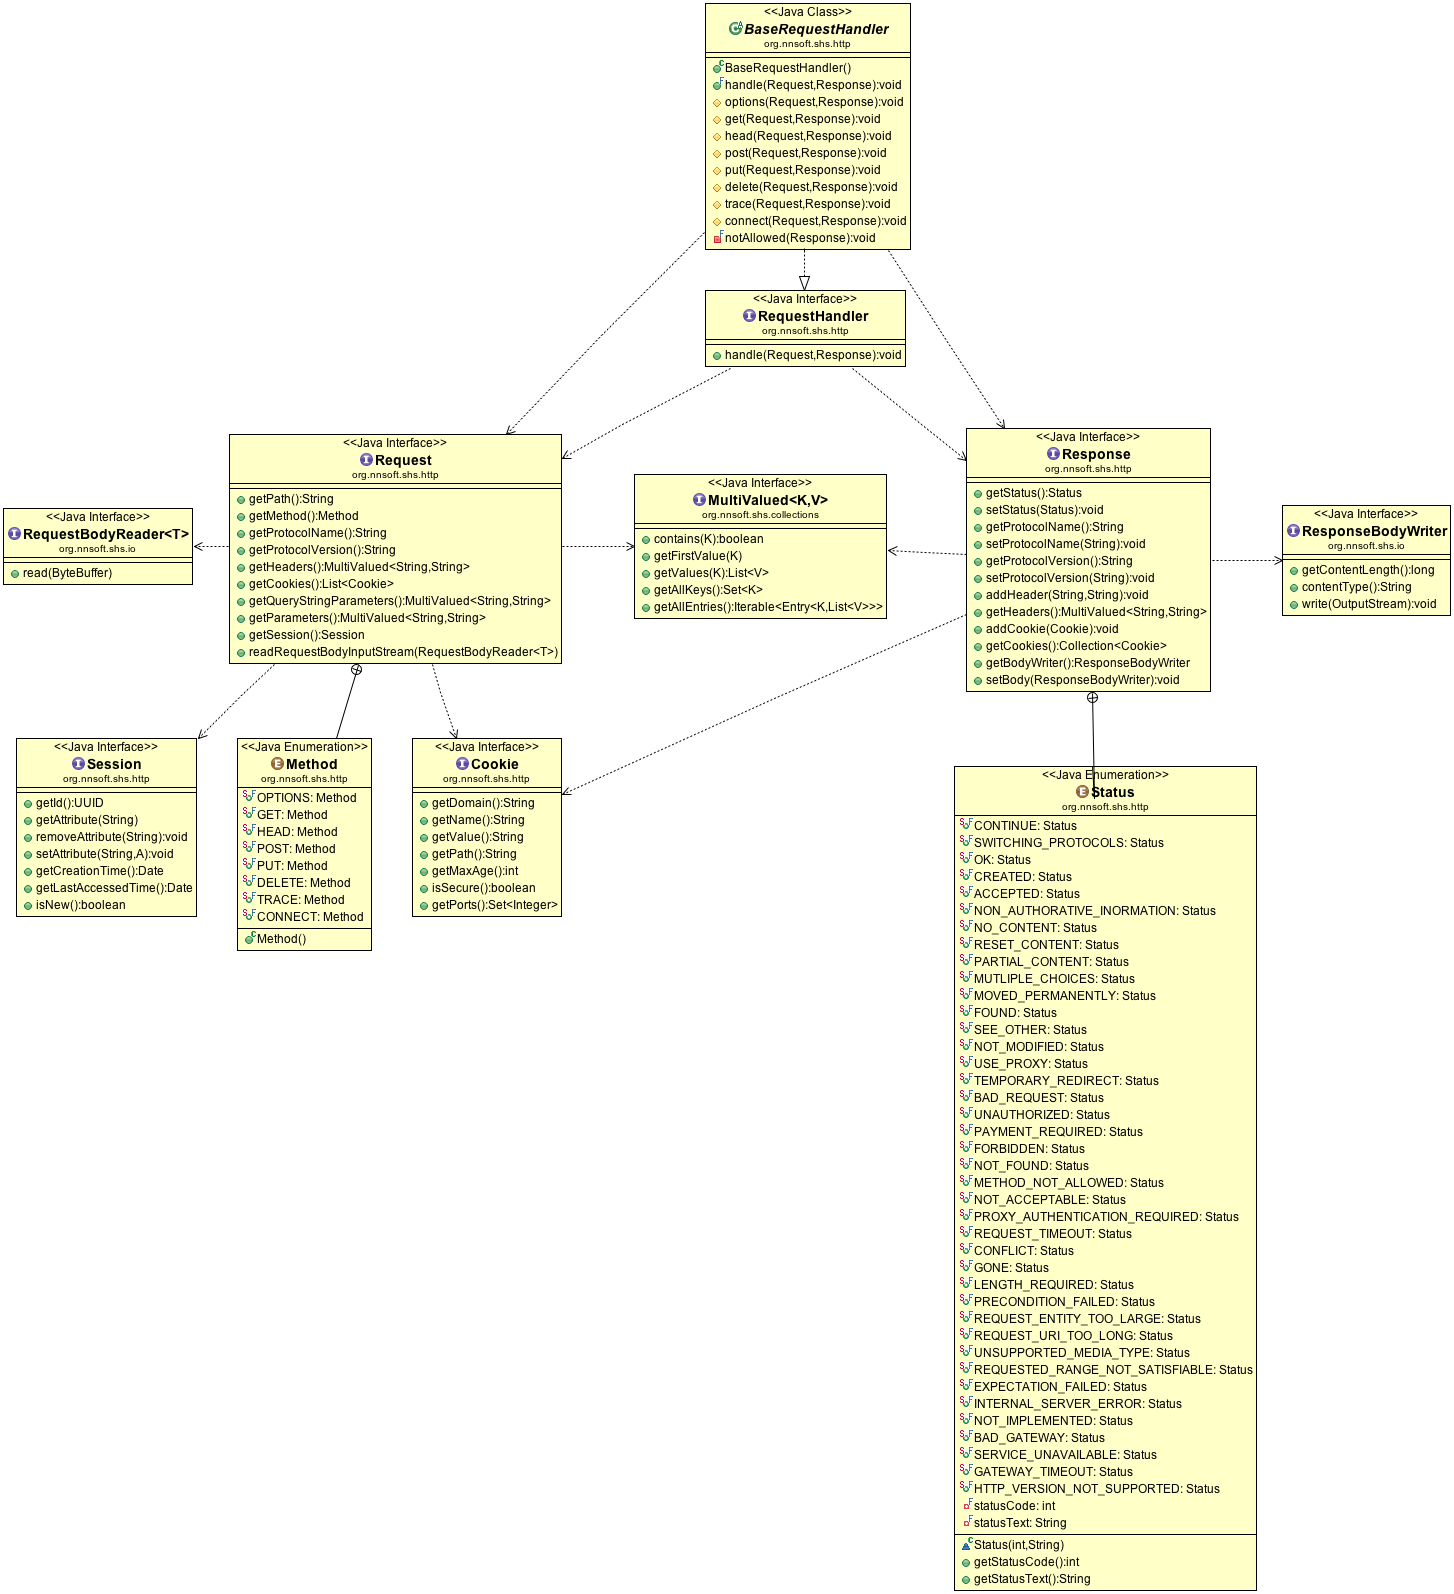 <<Java Class>>
BaseRequestHandler
org.nnsoft.shs.http
BaseRequestHandler()
handle(Request,Response):void
options(Request,Response):void
get(Request,Response):void
head(Request,Response):void
post(Request,Response):void
put(Request,Response):void
delete(Request,Response):void
trace(Request,Response):void
connect(Request,Response):void
notAllowed(Response):void
<<Java Interface>>
RequestHandler
org.nnsoft.shs.http
handle(Request,Response):void
<<Java Interface>>
Request
org.nnsoft.shs.http
getPath():String
getMethod():Method
getProtocolName():String
getProtocolVersion():String
getHeaders():MultiValued<String,String>
getCookies():List<Cookie>
getQueryStringParameters():MultiValued<String,String>
getParameters():MultiValued<String,String>
getSession():Session
readRequestBodyInputStream(RequestBodyReader<T>)
<<Java Interface>>
Response
org.nnsoft.shs.http
getStatus():Status
setStatus(Status):void
getProtocolName():String
setProtocolName(String):void
getProtocolVersion():String
setProtocolVersion(String):void
addHeader(String,String):void
getHeaders():MultiValued<String,String>
addCookie(Cookie):void
getCookies():Collection<Cookie>
getBodyWriter():ResponseBodyWriter
setBody(ResponseBodyWriter):void
<<Java Interface>>
MultiValued<K,V>
org.nnsoft.shs.collections
contains(K):boolean
getFirstValue(K)
getValues(K):List<V>
getAllKeys():Set<K>
getAllEntries():Iterable<Entry<K,List<V>>>
<<Java Interface>>
RequestBodyReader<T>
org.nnsoft.shs.io
read(ByteBuffer)
<<Java Interface>>
ResponseBodyWriter
org.nnsoft.shs.io
getContentLength():long
contentType():String
write(OutputStream):void
<<Java Interface>>
Session
org.nnsoft.shs.http
getId():UUID
getAttribute(String)
removeAttribute(String):void
setAttribute(String,A):void
getCreationTime():Date
getLastAccessedTime():Date
isNew():boolean
<<Java Enumeration>>
Method
org.nnsoft.shs.http
OPTIONS: Method
GET: Method
HEAD: Method
POST: Method
PUT: Method
DELETE: Method
TRACE: Method
CONNECT: Method
Method()
<<Java Interface>>
Cookie
org.nnsoft.shs.http
getDomain():String
getName():String
getValue():String
getPath():String
getMaxAge():int
isSecure():boolean
getPorts():Set<Integer>
<<Java Enumeration>>
Status
org.nnsoft.shs.http
CONTINUE: Status
SWITCHING_PROTOCOLS: Status
OK: Status
CREATED: Status
ACCEPTED: Status
NON_AUTHORATIVE_INORMATION: Status
NO_CONTENT: Status
RESET_CONTENT: Status
PARTIAL_CONTENT: Status
MUTLIPLE_CHOICES: Status
MOVED_PERMANENTLY: Status
FOUND: Status
SEE_OTHER: Status
NOT_MODIFIED: Status
USE_PROXY: Status
TEMPORARY_REDIRECT: Status
BAD_REQUEST: Status
UNAUTHORIZED: Status
PAYMENT_REQUIRED: Status
FORBIDDEN: Status
NOT_FOUND: Status
METHOD_NOT_ALLOWED: Status
NOT_ACCEPTABLE: Status
PROXY_AUTHENTICATION_REQUIRED: Status
REQUEST_TIMEOUT: Status
CONFLICT: Status
GONE: Status
LENGTH_REQUIRED: Status
PRECONDITION_FAILED: Status
REQUEST_ENTITY_TOO_LARGE: Status
REQUEST_URI_TOO_LONG: Status
UNSUPPORTED_MEDIA_TYPE: Status
REQUESTED_RANGE_NOT_SATISFIABLE: Status
EXPECTATION_FAILED: Status
INTERNAL_SERVER_ERROR: Status
NOT_IMPLEMENTED: Status
BAD_GATEWAY: Status
SERVICE_UNAVAILABLE: Status
GATEWAY_TIMEOUT: Status
HTTP_VERSION_NOT_SUPPORTED: Status
statusCode: int
statusText: String
Status(int,String)
getStatusCode():int
getStatusText():String